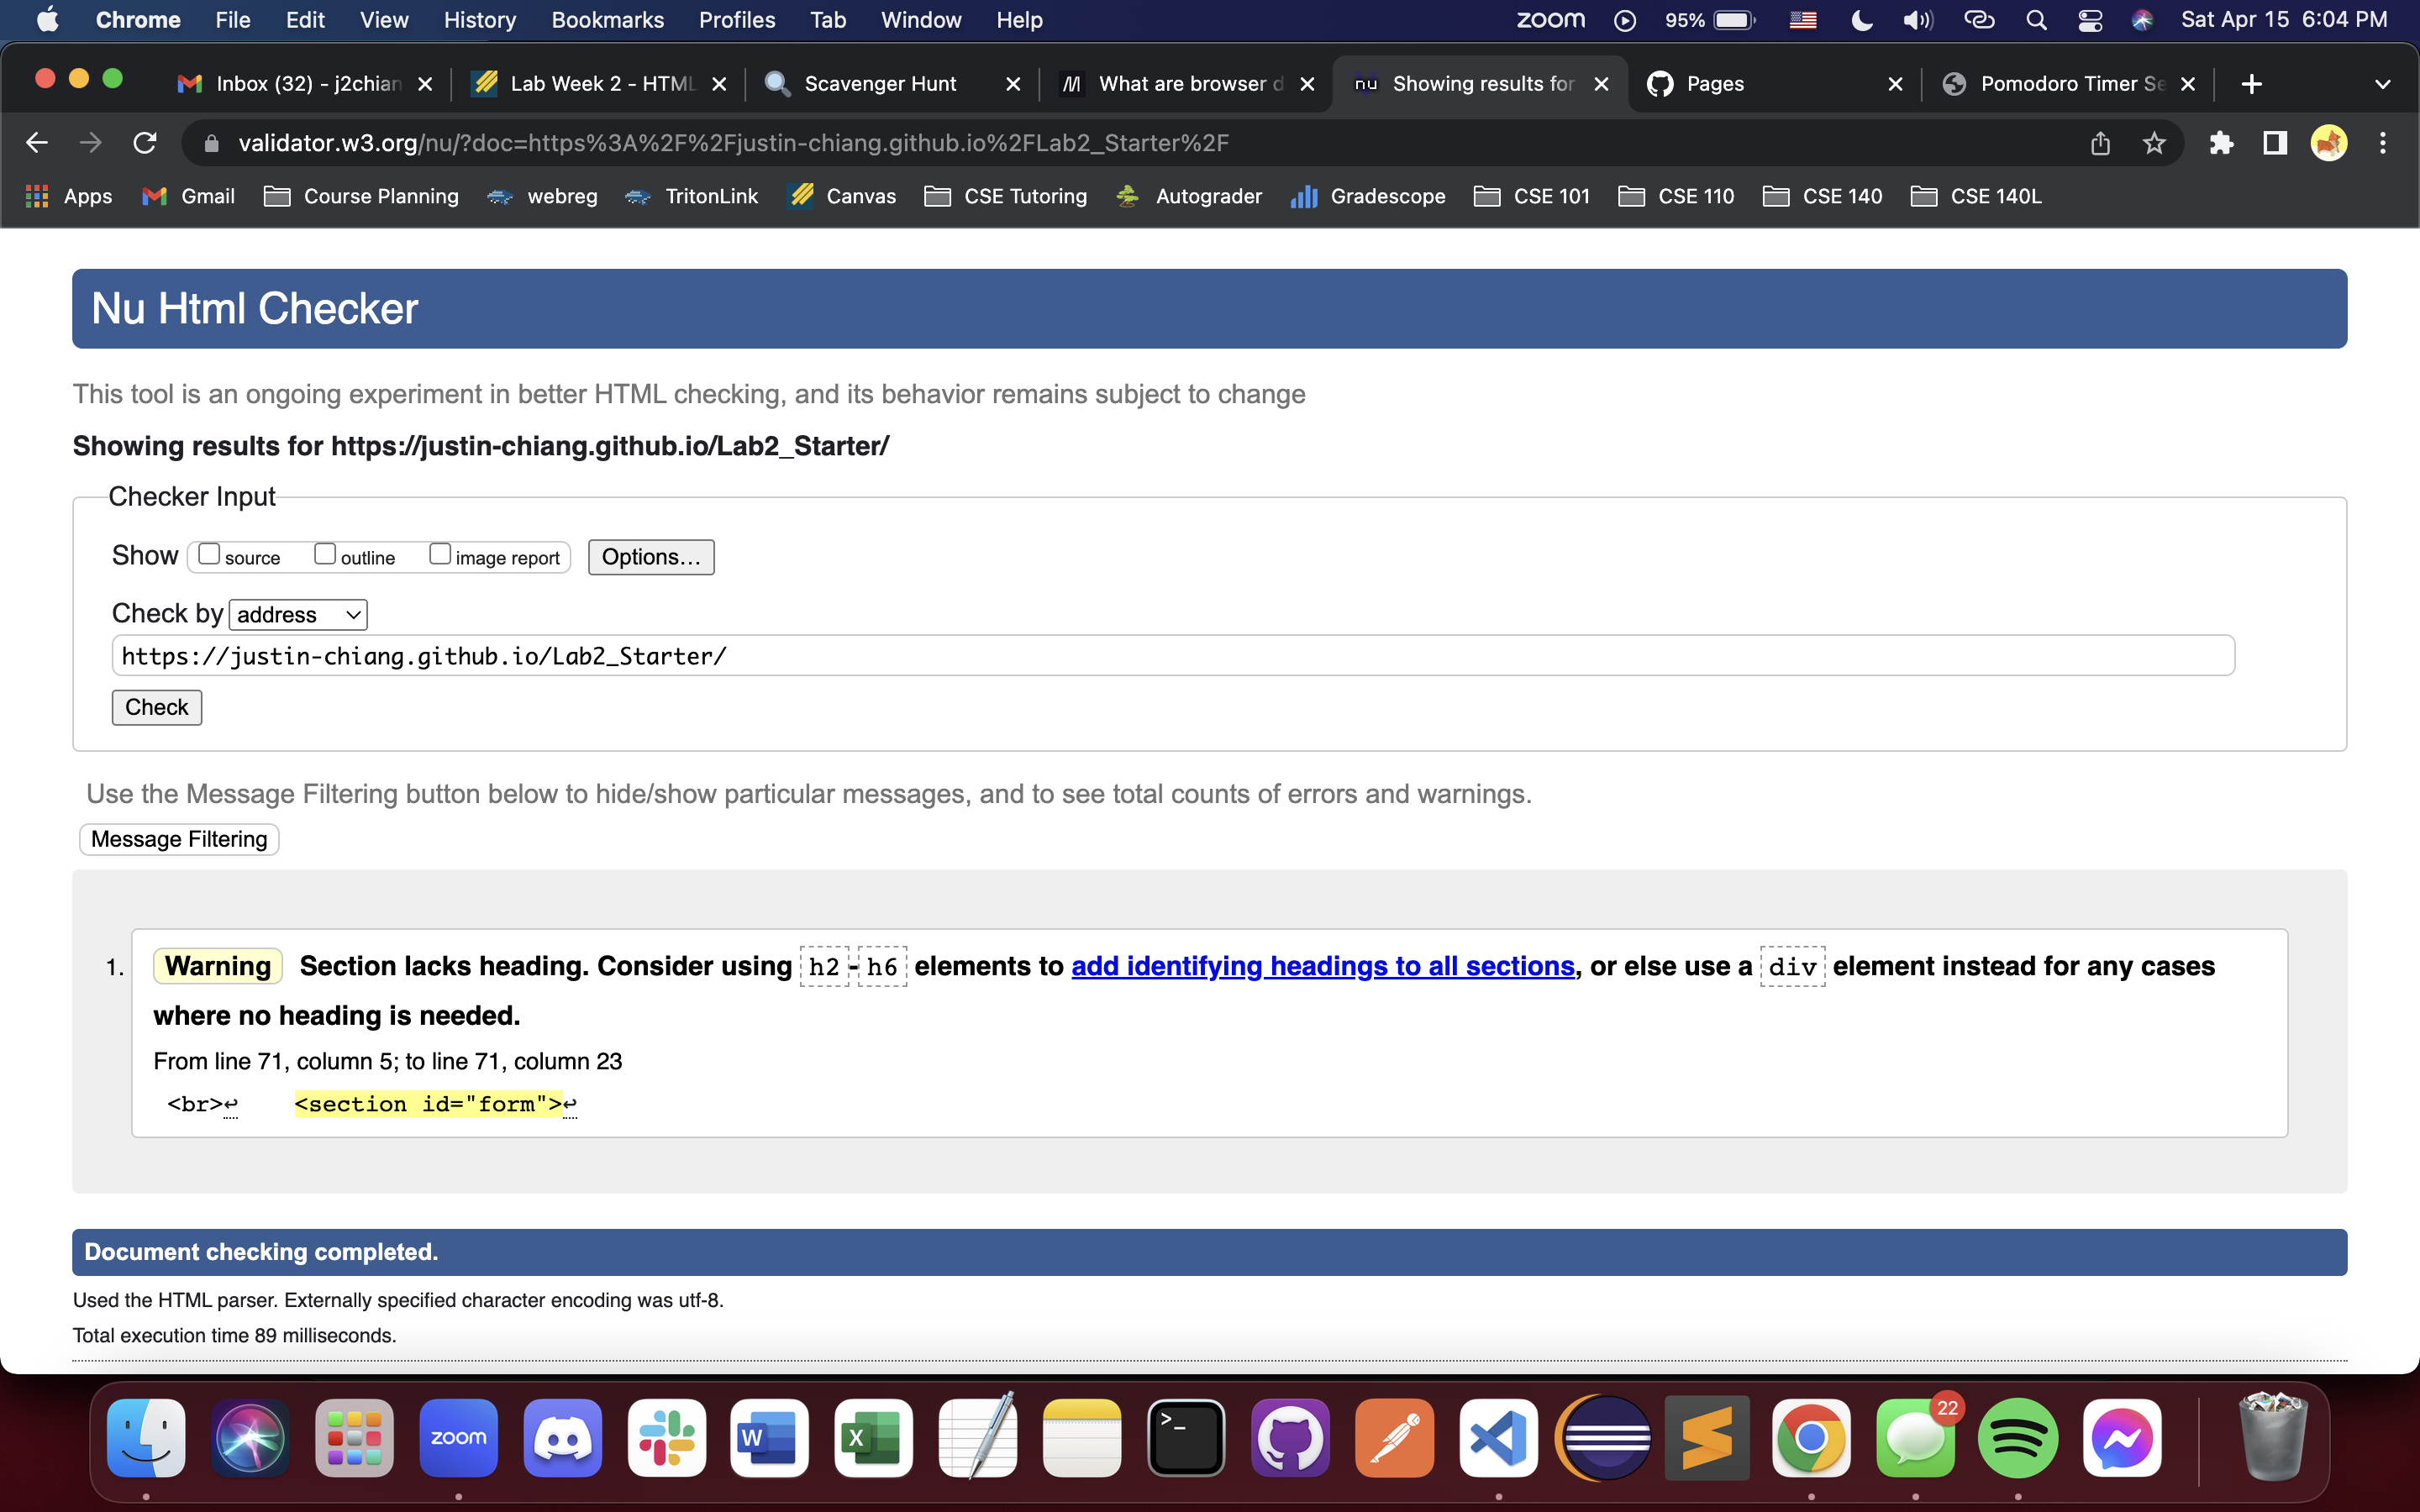 Chrome File Edit View History Bookmarks Profiles Tab Window Help zoom 95% Sat Apr 15 6:04 PM
Inbox (32) - j2chian Lab Week 2 - HTML Scavenger Hunt What are browser d nu Showing results for Pages Pomodoro Timer Se
validator.w3.org/nu/?doc=https%3A%2F%2Fjustin-chiang.github.io%2FLab2_Starter%2F
Apps Gmail Course Planning webreg TritonLink Canvas CSE Tutoring Autograder Gradescope CSE 101 CSE 110 CSE 140 CSE 140L
Nu Html Checker
This tool is an ongoing experiment in better HTML checking, and its behavior remains subject to change
Showing results for https://justin-chiang.github.io/Lab2_Starter/
Checker Input
Show source outline image report Options...
Check by address
https://justin-chiang.github.io/Lab2_Starter/
Check
Use the Message Filtering button below to hide/show particular messages, and to see total counts of errors and warnings.
Message Filtering
1. Warning Section lacks heading. Consider using h2-h6 elements to add identifying headings to all sections, or else use a div element instead for any cases
where no heading is needed.
From line 71, column 5; to line 71, column 23
<br>↩ <section id="form">↩
Document checking completed.
Used the HTML parser. Externally specified character encoding was utf-8.
Total execution time 89 milliseconds.
zoom W X >_ 22